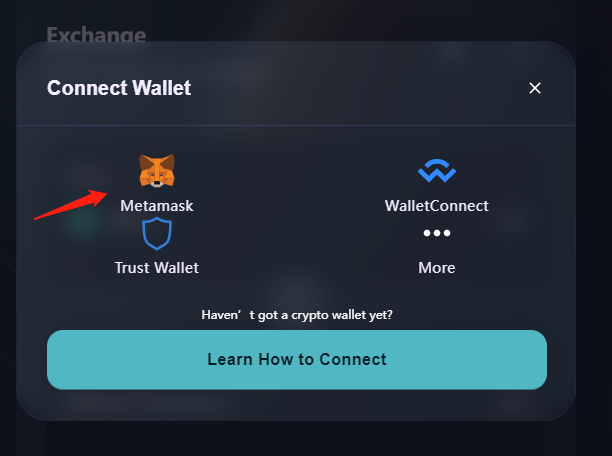 Exchange
Connect Wallet
Metamask
WalletConnect
Trust Wallet
More
Haven’t got a crypto wallet yet?
Learn How to Connect